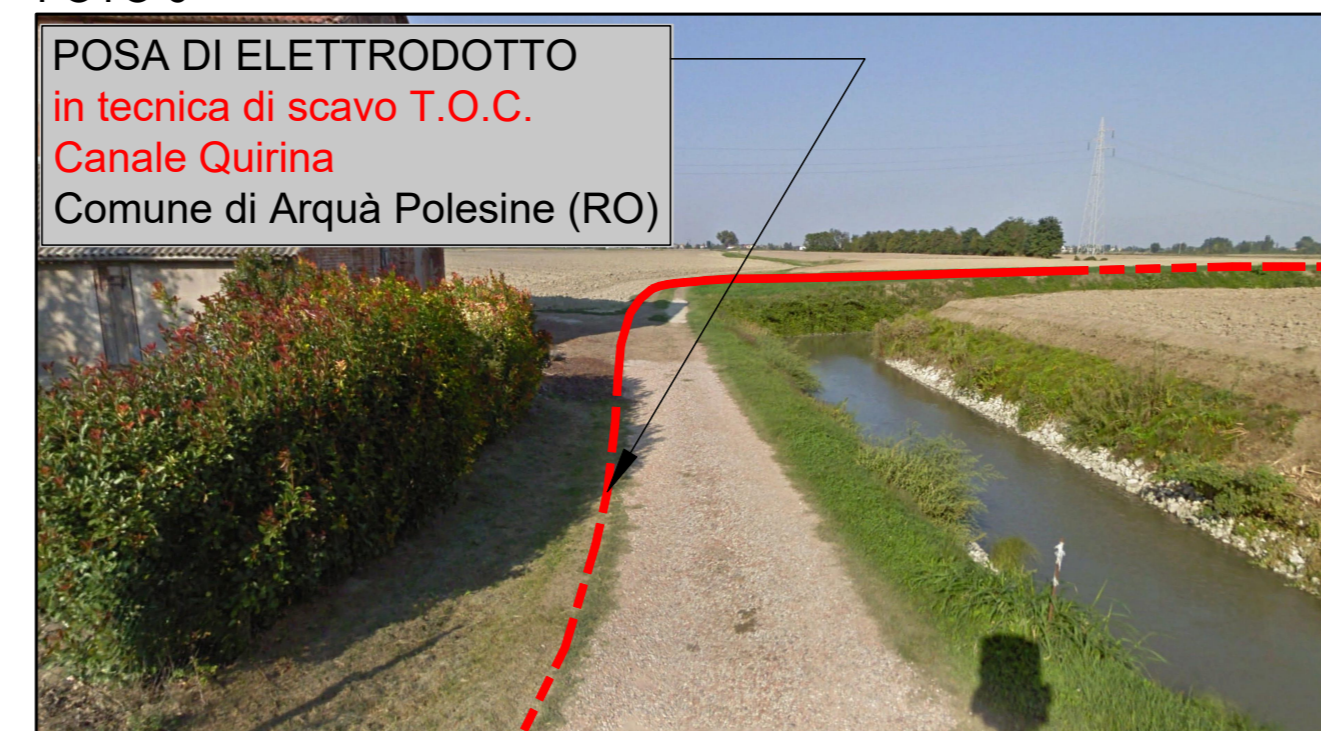 POSA DI ELETTRODOTTO
in tecnica di scavo T.O.C.
Canale Quirina
Comune di Arquà Polesine (RO)